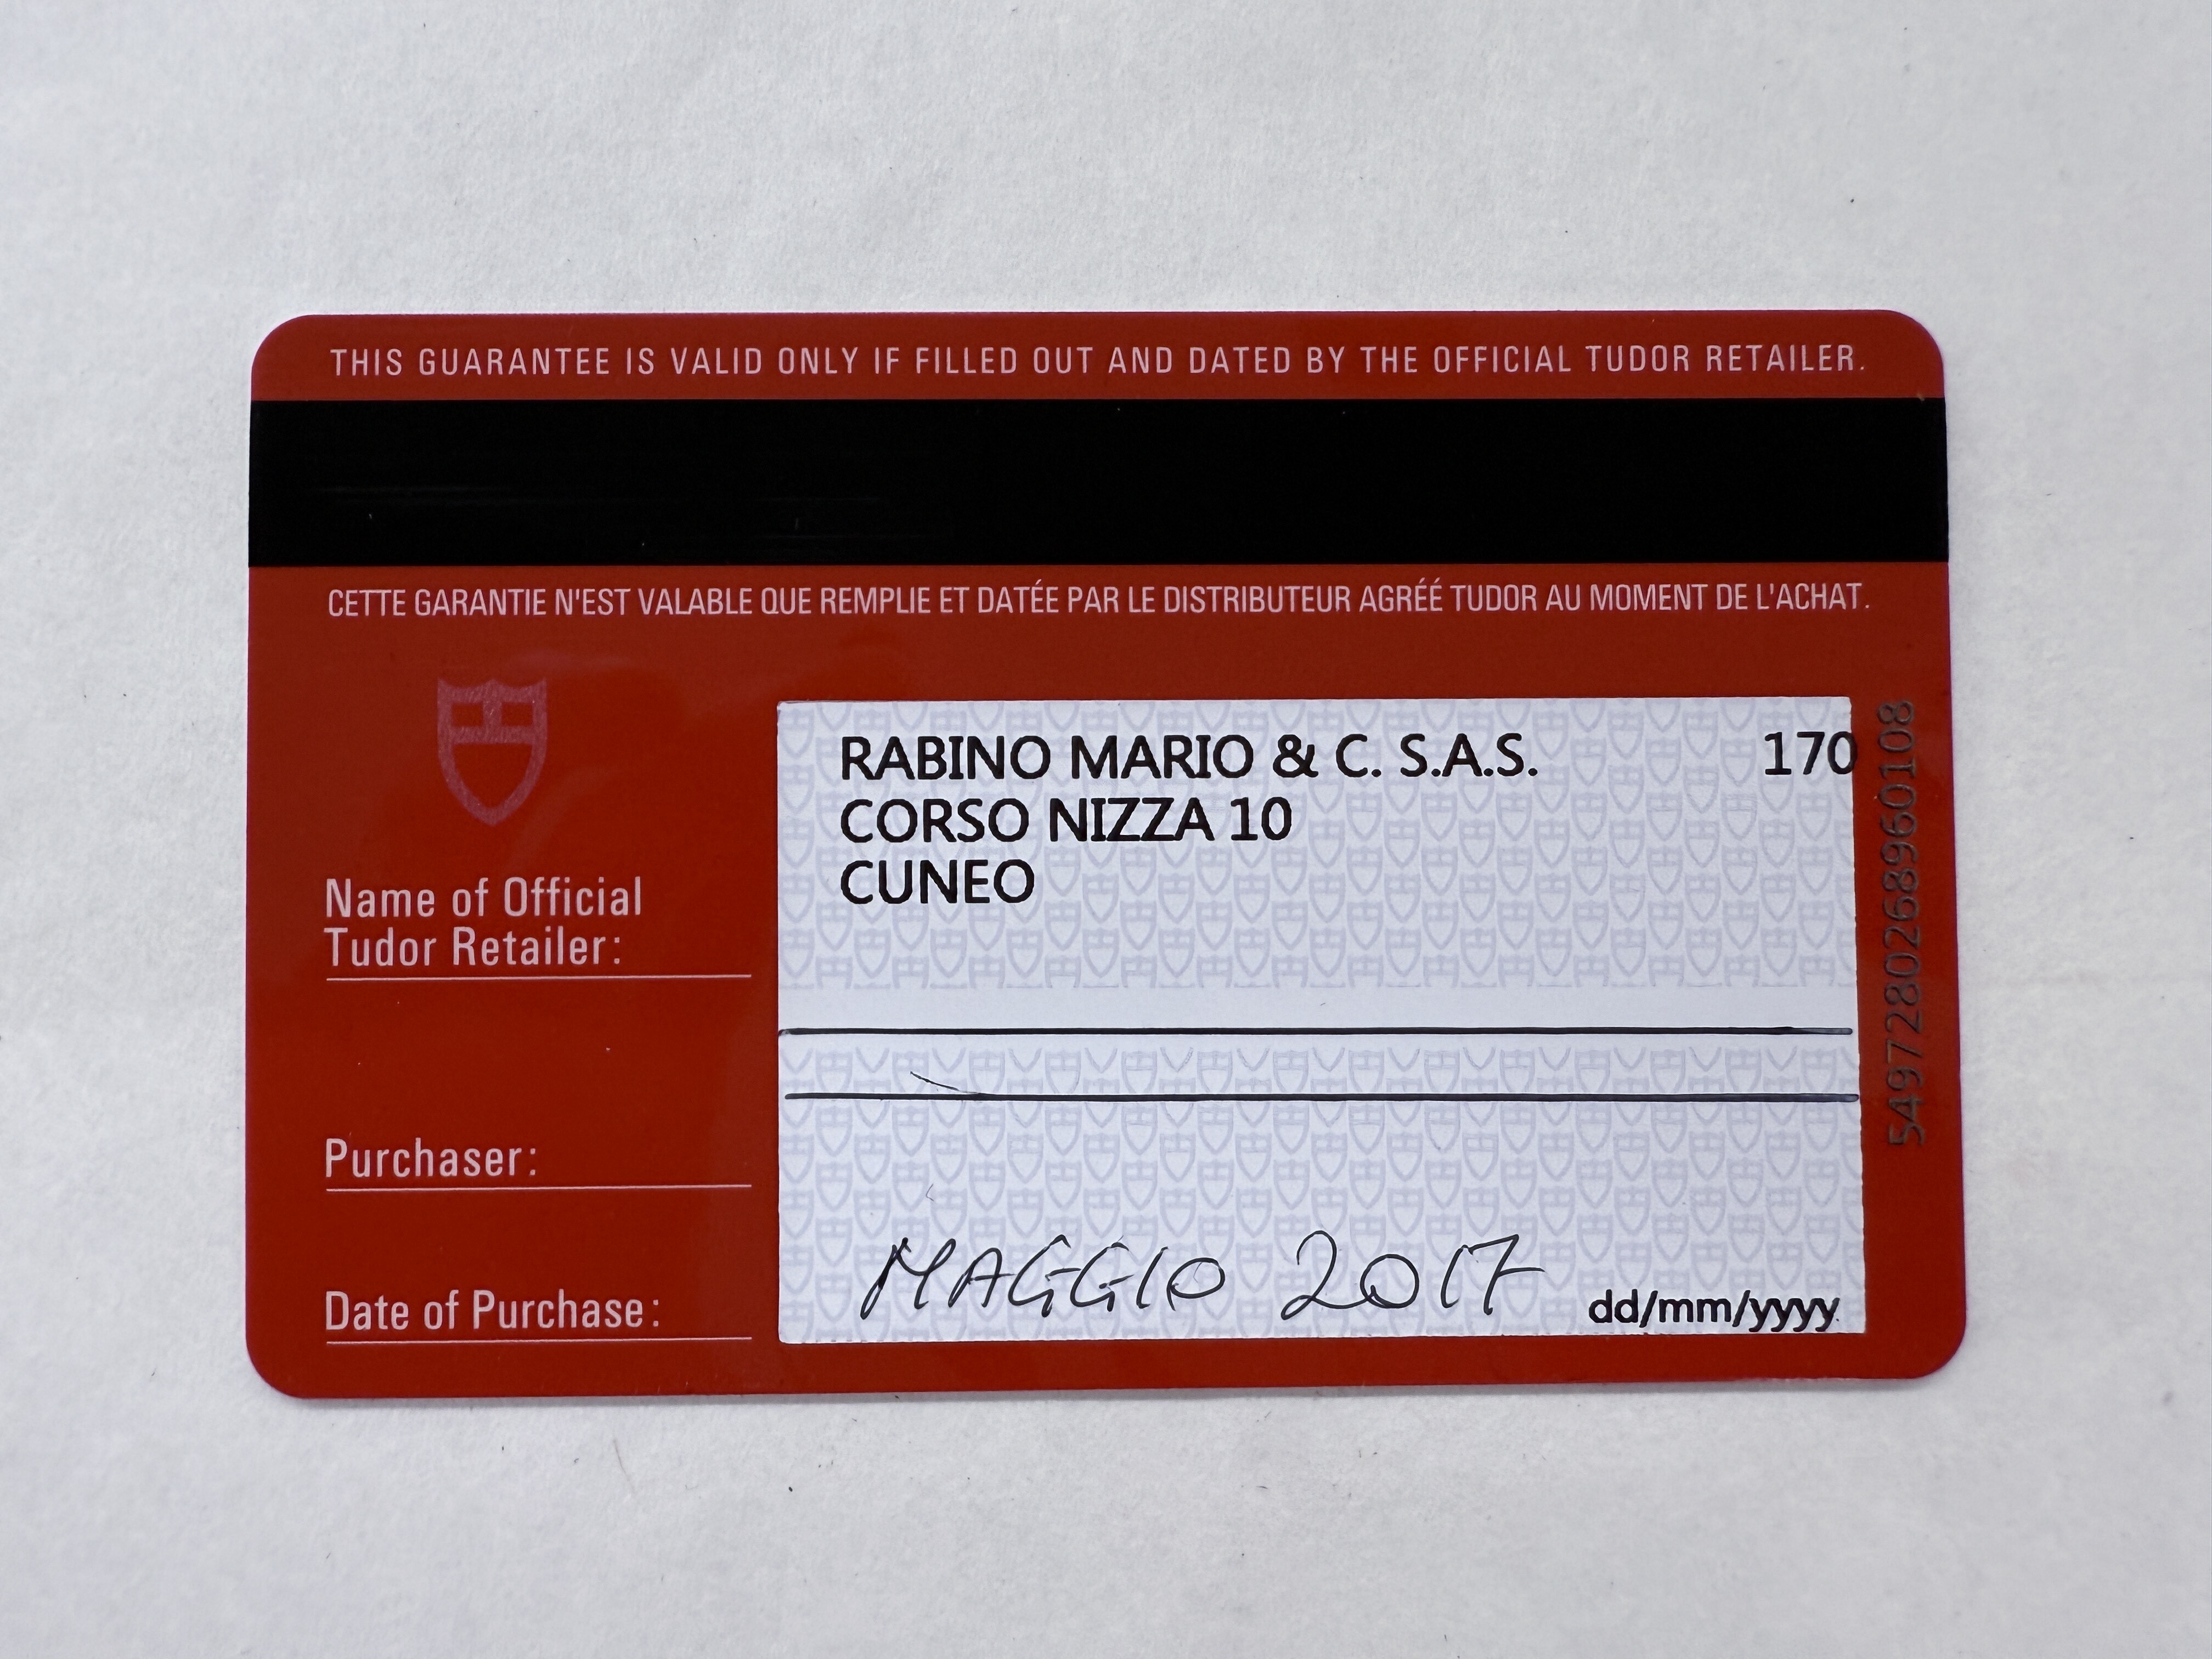 THIS GUARANTEE IS VALID ONLY IF FILLED OUT AND DATED BY THE OFFICIAL TUDOR RETAILER.
CETTE GARANTIE N'EST VALABLE QUE REMPLIE ET DATÉE PAR LE DISTRIBUTEUR AGRÉÉ TUDOR AU MOMENT DE L'ACHAT.
RABINO MARIO & C. S.A.S. 170
CORSO NIZZA 10
CUNEO
Name of Official
Tudor Retailer:
Purchaser:
Date of Purchase: MAGGIO 2017 dd/mm/yyyy
5497280268960108